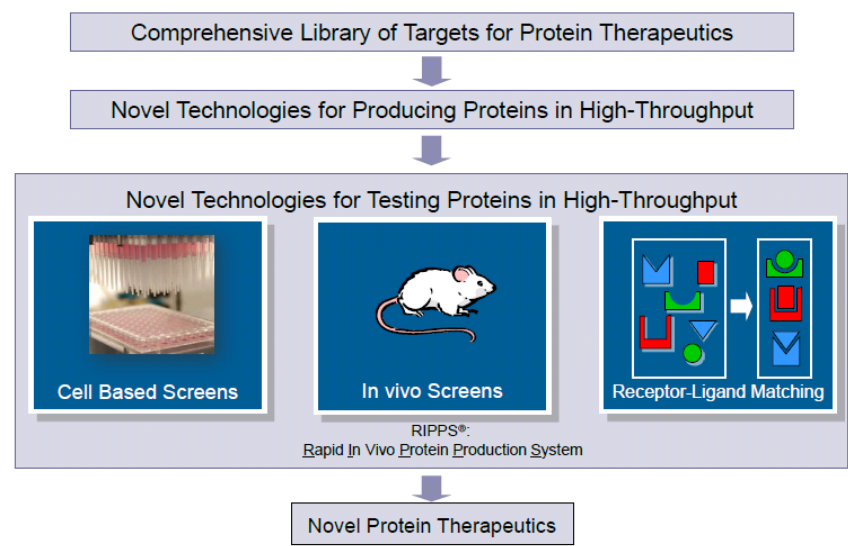 Comprehensive Library of Targets for Protein Therapeutics
Novel Technologies for Producing Proteins in High-Throughput
Novel Technologies for Testing Proteins in High-Throughput
Cell Based Screens
In vivo Screens
Receptor-Ligand Matching
RIPPS®:
Rapid In Vivo Protein Production System
Novel Protein Therapeutics